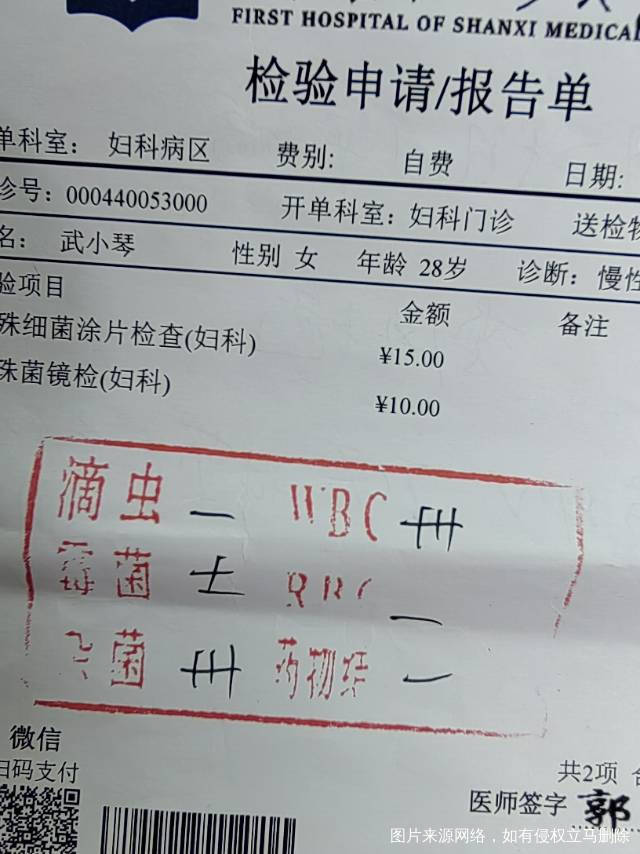 FIRST HOSPITAL OF SHANXI MEDICAL
检验申请/报告单
单科室： 妇科病区 费别: 自费 日期:
诊号：000440053000 开单科室：妇科门诊 送检物
名： 武小琴 性别 女 年龄 28岁 诊断：慢性
验项目 金额 备注
殊细菌涂片检查(妇科) ¥15.00
殊菌镜检(妇科) ¥10.00
滴虫 — WBC 卅
霉菌 ± RBC —
菌 卅 药物 —
微信
扫码支付
共2项
医师签字 郭
图片来源网络，如有侵权立马删除